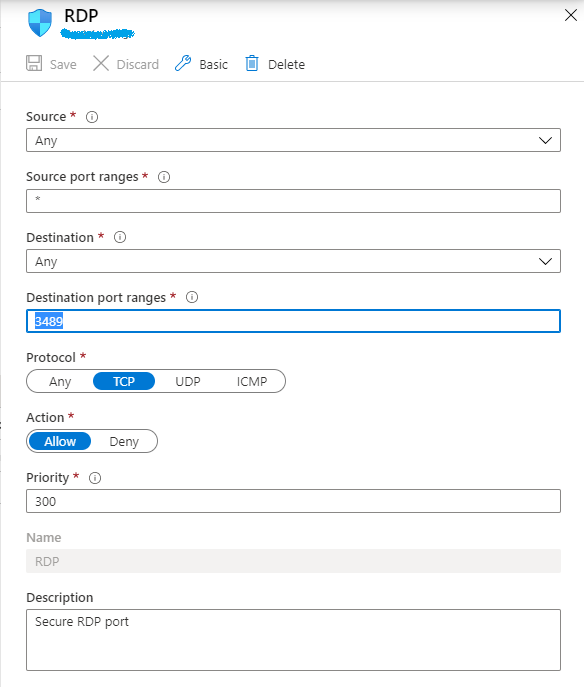 RDP
Save Discard Basic Delete
Source *
Any
Source port ranges *
*
Destination *
Any
Destination port ranges *
3489
Protocol *
Any TCP UDP ICMP
Action *
Allow Deny
Priority *
300
Name
RDP
Description
Secure RDP port